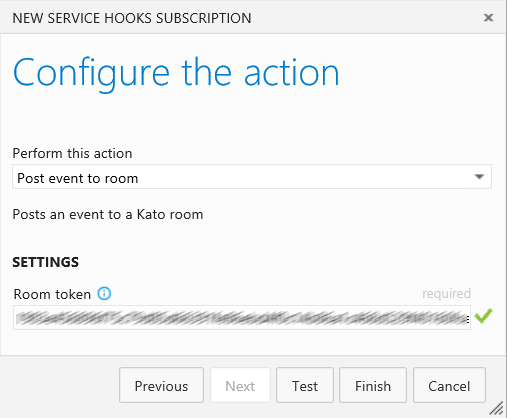 NEW SERVICE HOOKS SUBSCRIPTION
Configure the action
Perform this action
Post event to room
Posts an event to a Kato room
SETTINGS
Room token required
Previous Next Test Finish Cancel